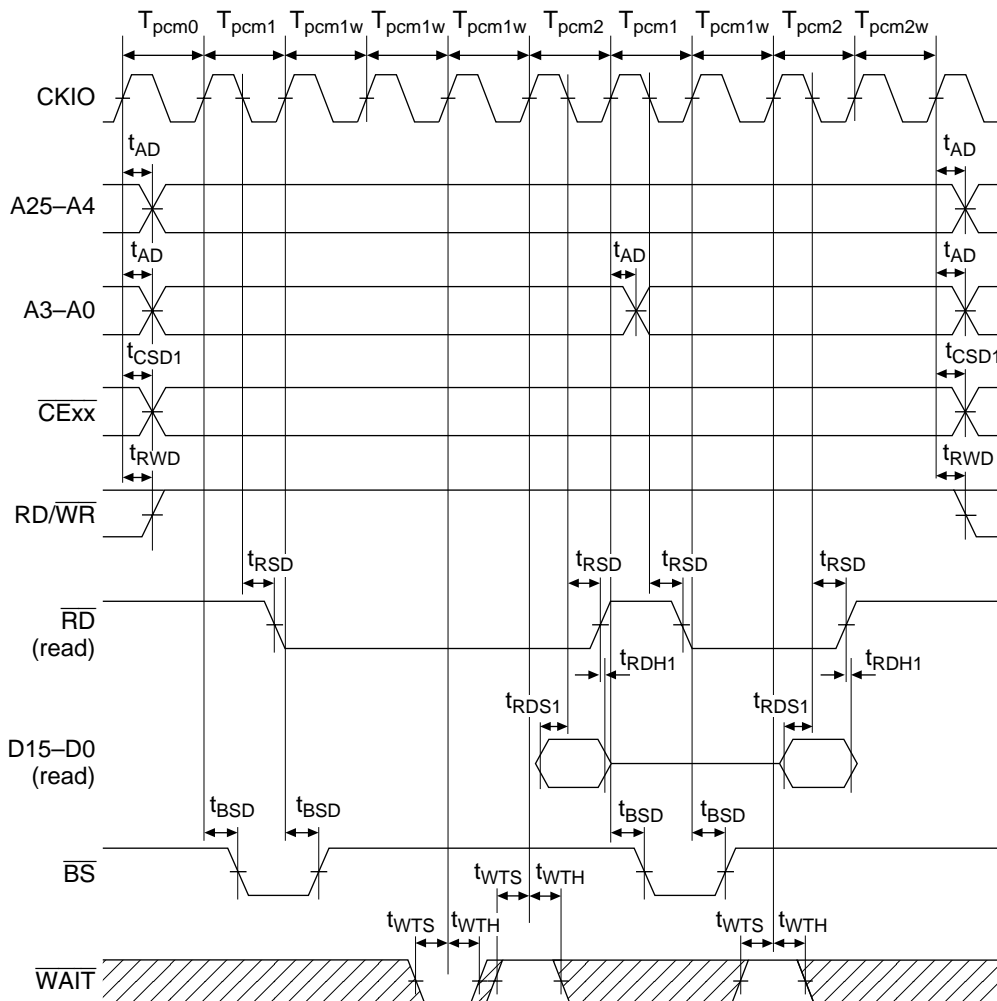 Tpcm0 Tpcm1 Tpcm1w Tpcm1w Tpcm1w Tpcm2 Tpcm1 Tpcm1w Tpcm2 Tpcm2w
CKIO
tAD tAD
A25–A4
tAD tAD tAD
A3–A0
tCSD1 tCSD1
CExx
tRWD tRWD
RD/WR
tRSD tRSD tRSD tRSD
RD
(read)
tRDH1 tRDH1
tRDS1 tRDS1
D15–D0
(read)
tBSD tBSD tBSD tBSD
BS
tWTS tWTH
tWTS tWTH tWTS tWTH
WAIT